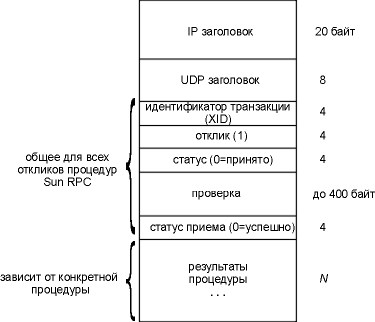 IP заголовок 20 байт
UDP заголовок 8
идентификатор транзакции
(XID) 4
отклик (1) 4
общее для всех
откликов процедур
Sun RPC
статус (0=принято) 4
проверка до 400 байт
статус приема (0=успешно) 4
зависит от конкретной
процедуры
результаты
процедуры
. . .
N